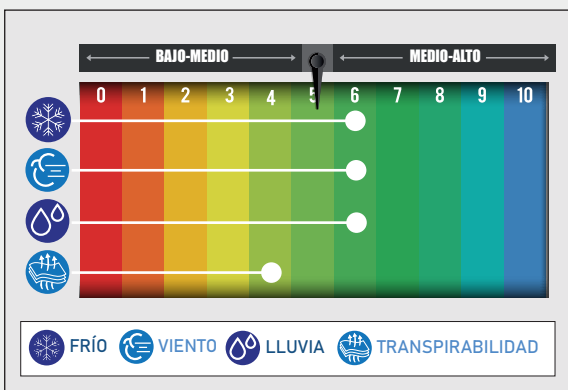 BAJO-MEDIO MEDIO-ALTO
0 1 2 3 4 5 6 7 8 9 10
FRÍO VIENTO LLUVIA TRANSPIRABILIDAD